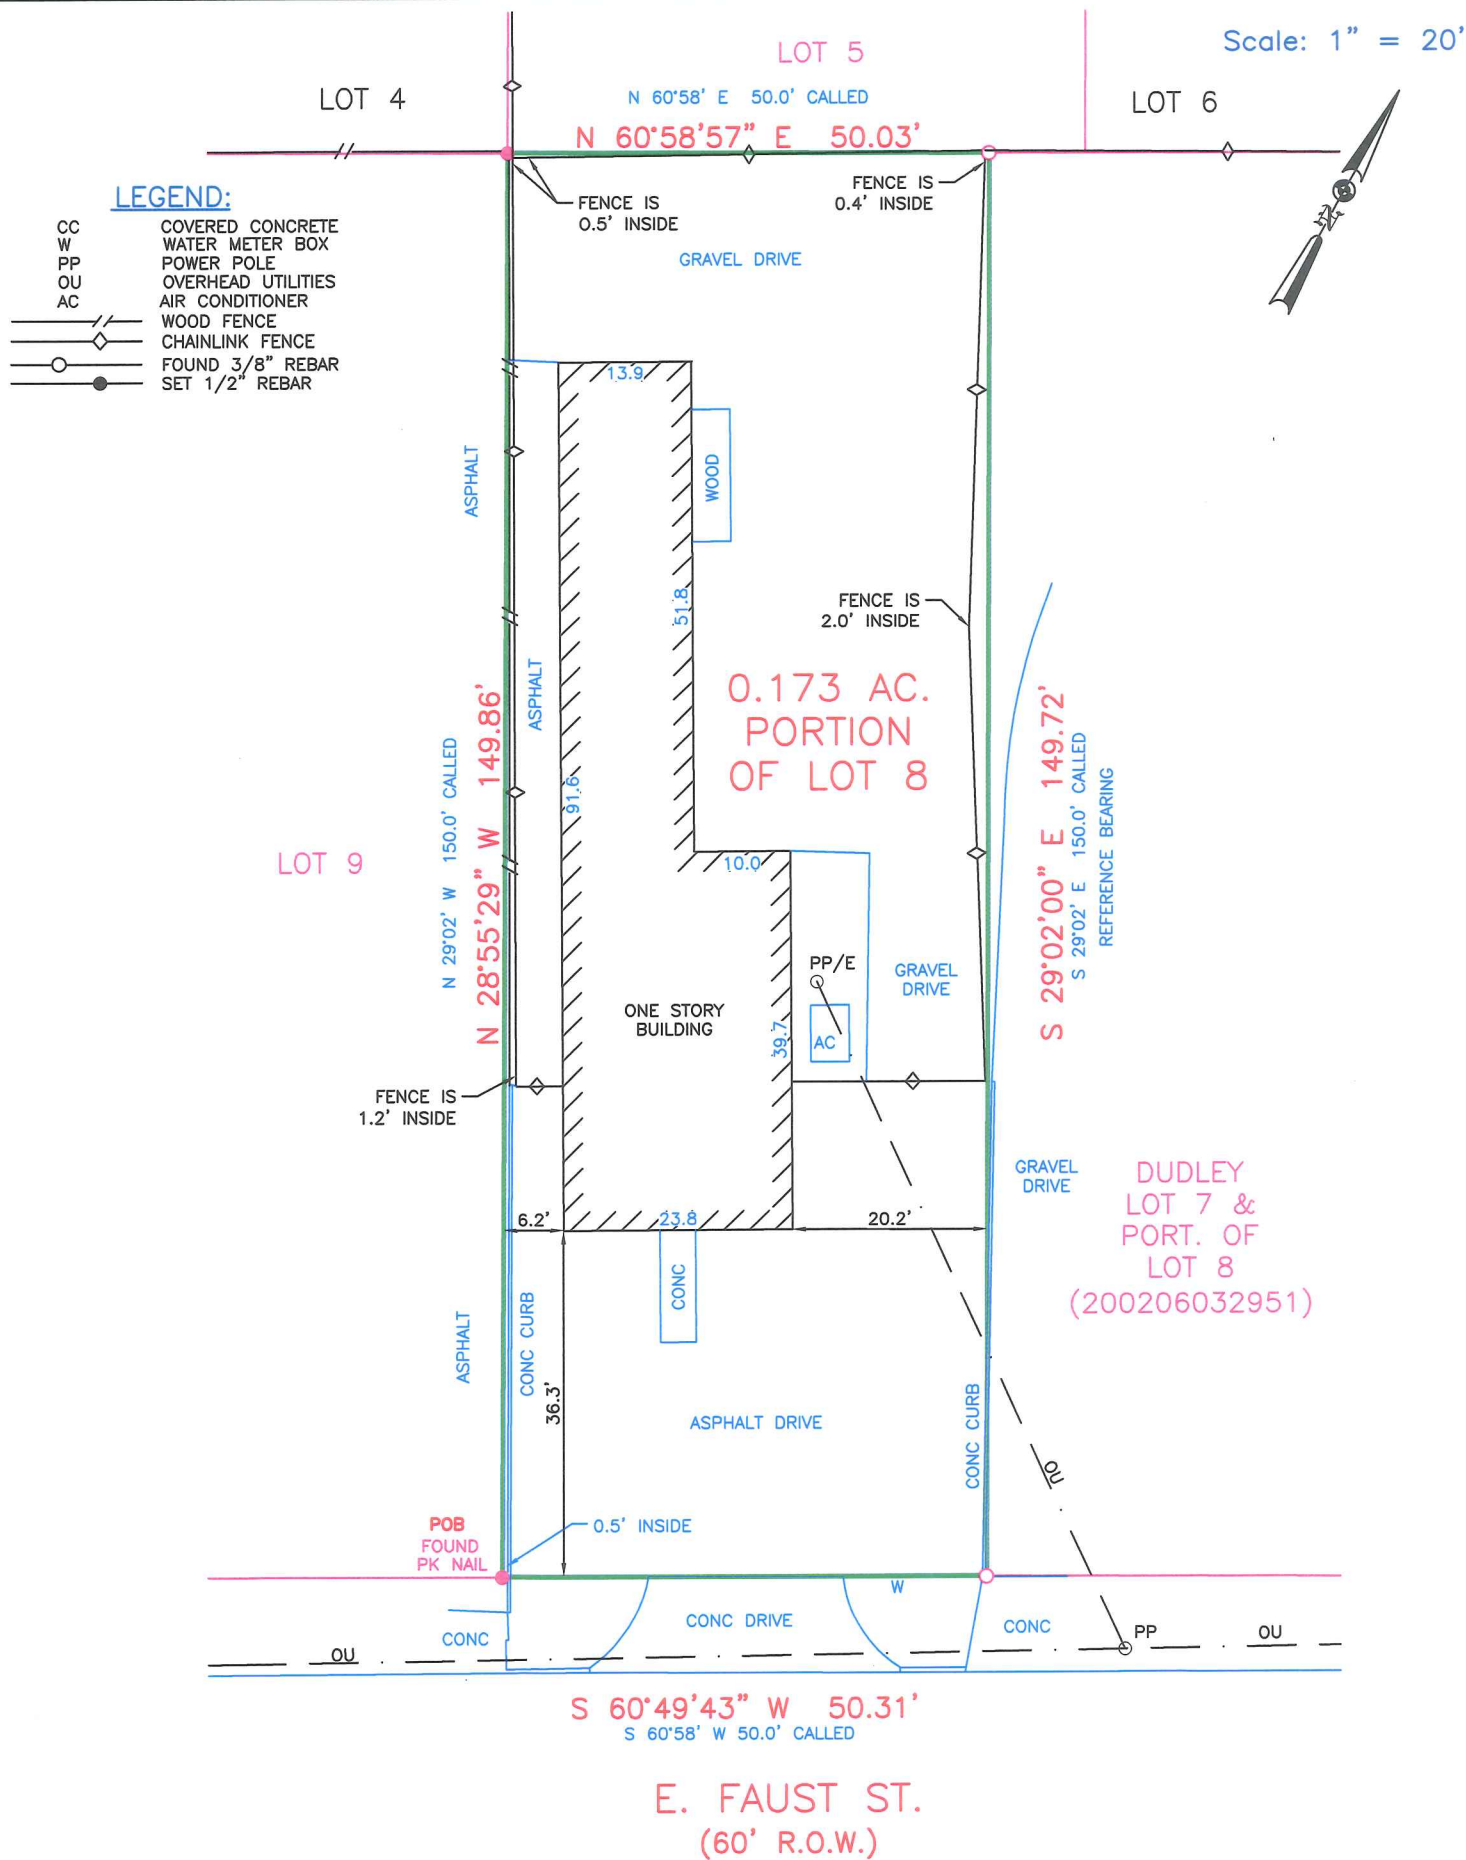 Scale: 1" = 20'
LOT 5
LOT 4
N 60°58' E 50.0' CALLED
LOT 6
N 60°58'57" E 50.03'
LEGEND:
CC COVERED CONCRETE
W WATER METER BOX
PP POWER POLE
OU OVERHEAD UTILITIES
AC AIR CONDITIONER
WOOD FENCE
CHAINLINK FENCE
FOUND 3/8" REBAR
SET 1/2" REBAR
FENCE IS
0.5' INSIDE
FENCE IS
0.4' INSIDE
N
GRAVEL DRIVE
13.9
ASPHALT
WOOD
51.8
FENCE IS
2.0' INSIDE
ASPHALT
0.173 AC.
PORTION
OF LOT 8
N 28°55'29" W 149.86'
N 29°02' W 150.0' CALLED
91.6
S 29°02'00" E 149.72'
S 29°02' E 150.0' CALLED
REFERENCE BEARING
LOT 9
10.0
PP/E
GRAVEL
DRIVE
ONE STORY
BUILDING
39.7
AC
FENCE IS
1.2' INSIDE
GRAVEL
DRIVE
DUDLEY
LOT 7 &
PORT. OF
LOT 8
(200206032951)
6.2'
23.8
20.2'
CONC
ASPHALT
CONC CURB
36.3'
ASPHALT DRIVE
CONC CURB
OU
POB
FOUND
PK NAIL
0.5' INSIDE
W
CONC
CONC DRIVE
CONC
PP
OU
OU
S 60°49'43" W 50.31'
S 60°58' W 50.0' CALLED
E. FAUST ST.
(60' R.O.W.)